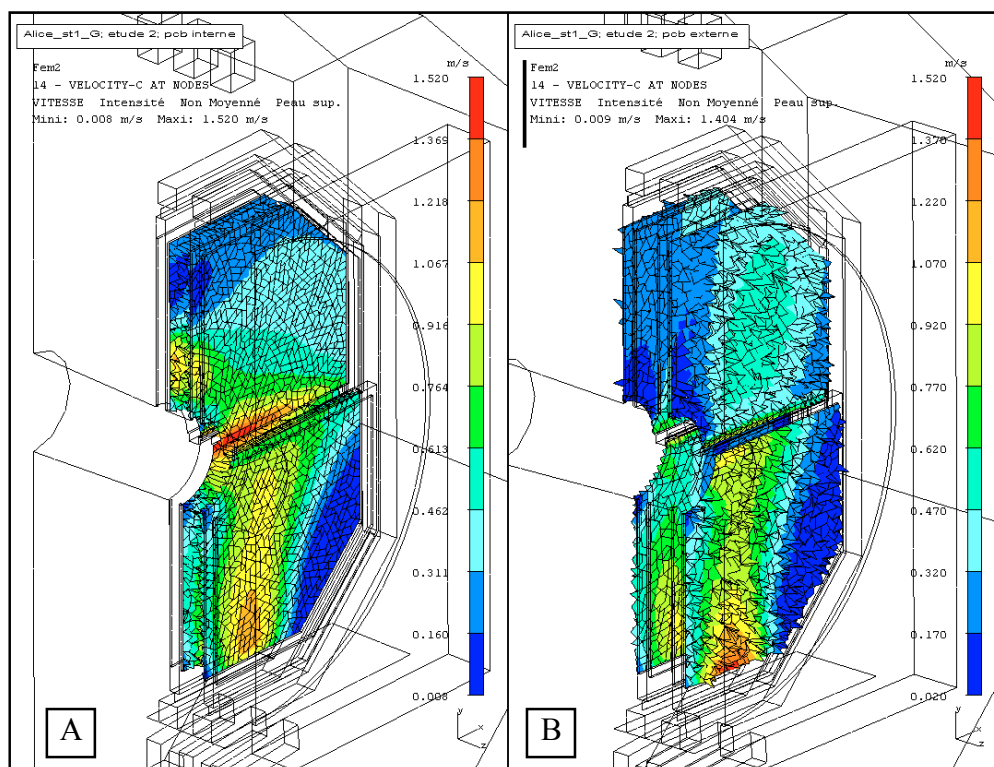 Alice_st1_G; etude 2; pcb interne
Fem2
14 - VELOCITY-C AT NODES
VITESSE Intensité Non Moyenné Peau sup.
Mini: 0.008 m/s Maxi: 1.520 m/s
m/s
1.520
1.369
1.218
1.067
0.916
0.764
0.613
0.462
0.311
0.160
0.008
y
x
z
A
Alice_st1_G; etude 2; pcb externe
Fem2
14 - VELOCITY-C AT NODES
VITESSE Intensité Non Moyenné Peau sup.
Mini: 0.009 m/s Maxi: 1.404 m/s
m/s
1.520
1.370
1.220
1.070
0.920
0.770
0.620
0.470
0.320
0.170
0.020
y
x
z
B